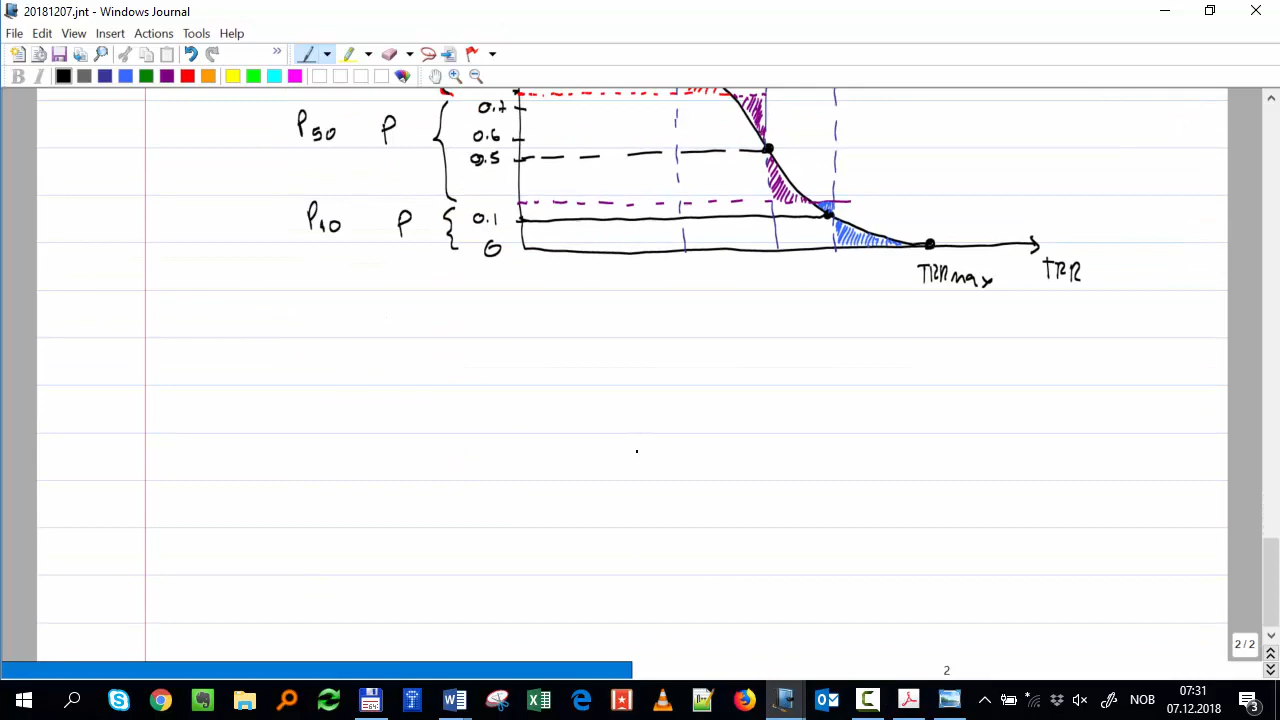 20181207.jnt - Windows Journal
File Edit View Insert Actions Tools Help
B I
0.7
P50 P
0.6
0.5
P10 P
0.1
0
TRRmax
TRR
2/2
2
NOB
07:31
07.12.2018
3